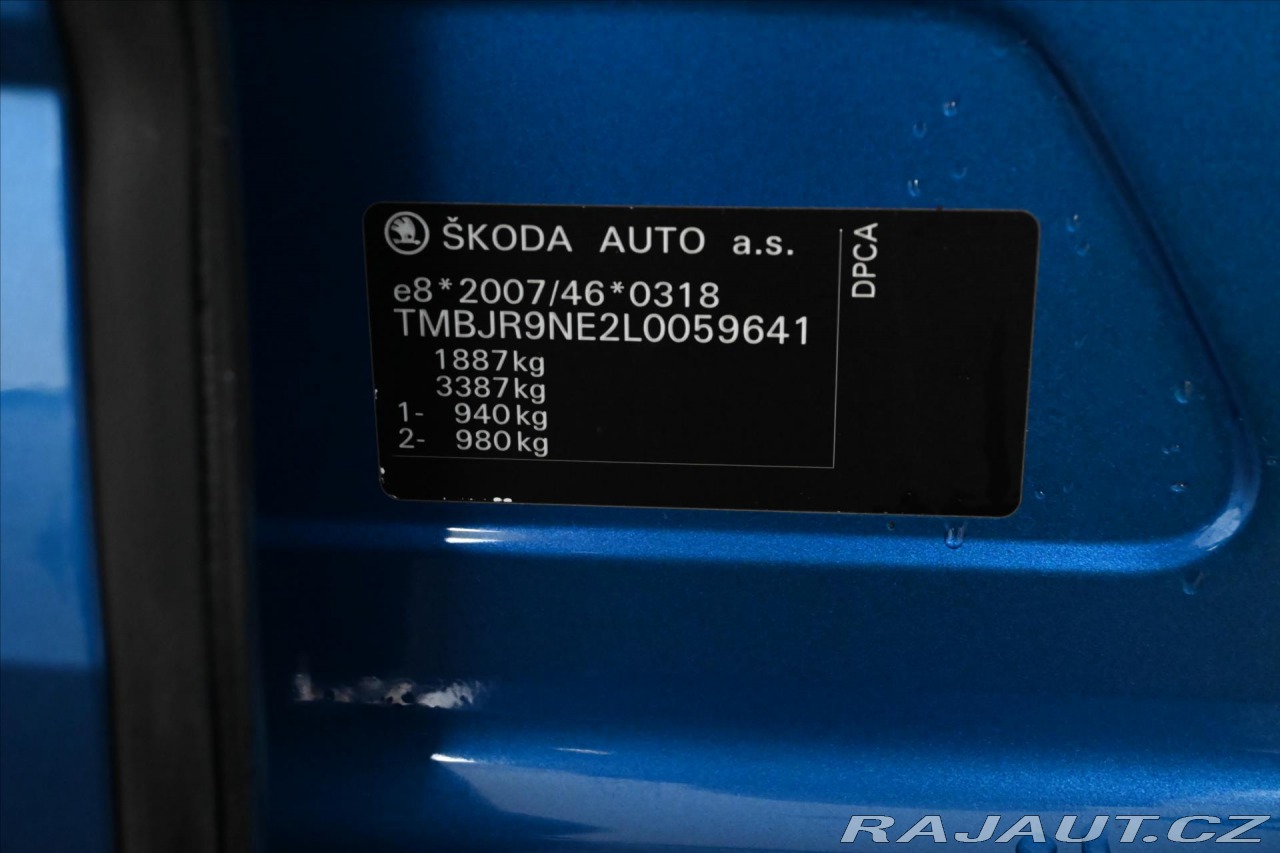 ŠKODA AUTO a.s.
e8*2007/46*0318
TMBJR9NE2L0059641
1887kg
3387kg
1- 940kg
2- 980kg
DPCA
RAJAUT.CZ